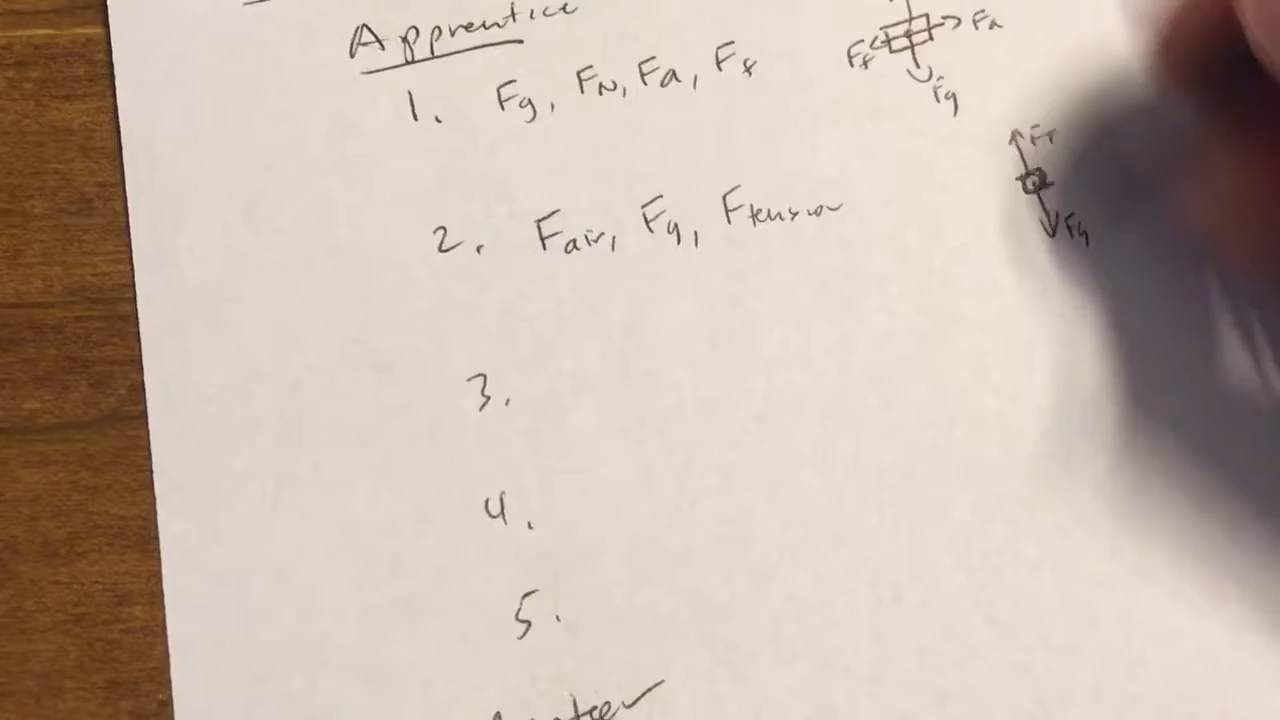 Apprentice
1. Fg, FN, Fa, Ff
Ff Fa
Fg
2. Fair, Fg, Ftension
FT
Fg
3.
4.
5.